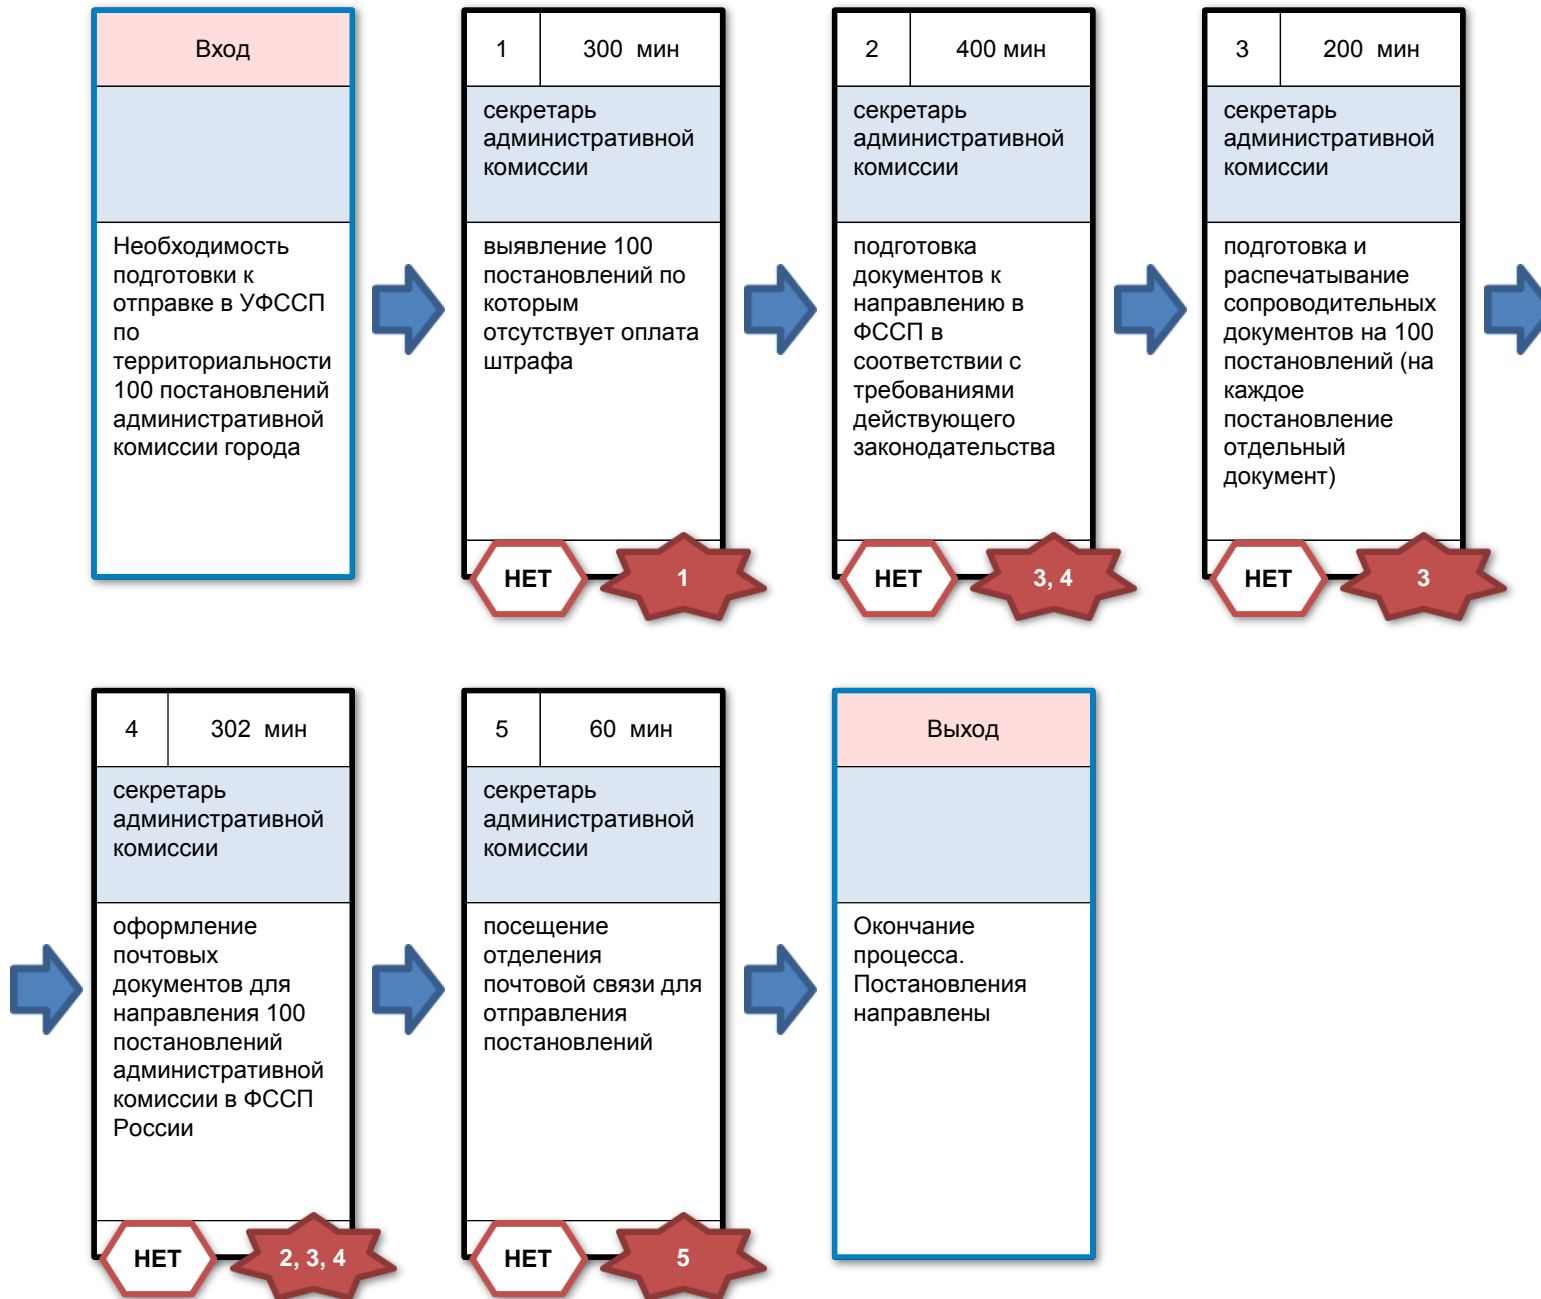 Вход
Необходимость
подготовки к
отправке в УФССП
по
территориальности
100 постановлений
административной
комиссии города
1
300 мин
секретарь
административной
комиссии
выявление 100
постановлений по
которым
отсутствует оплата
штрафа
НЕТ
1
2
400 мин
секретарь
административной
комиссии
подготовка
документов к
направлению в
ФССП в
соответствии с
требованиями
действующего
законодательства
НЕТ
3, 4
3
200 мин
секретарь
административной
комиссии
подготовка и
распечатывание
сопроводительных
документов на 100
постановлений (на
каждое
постановление
отдельный
документ)
НЕТ
3
4
302 мин
секретарь
административной
комиссии
оформление
почтовых
документов для
направления 100
постановлений
административной
комиссии в ФССП
России
НЕТ
2, 3, 4
5
60 мин
секретарь
административной
комиссии
посещение
отделения
почтовой связи для
отправления
постановлений
НЕТ
5
Выход
Окончание
процесса.
Постановления
направлены